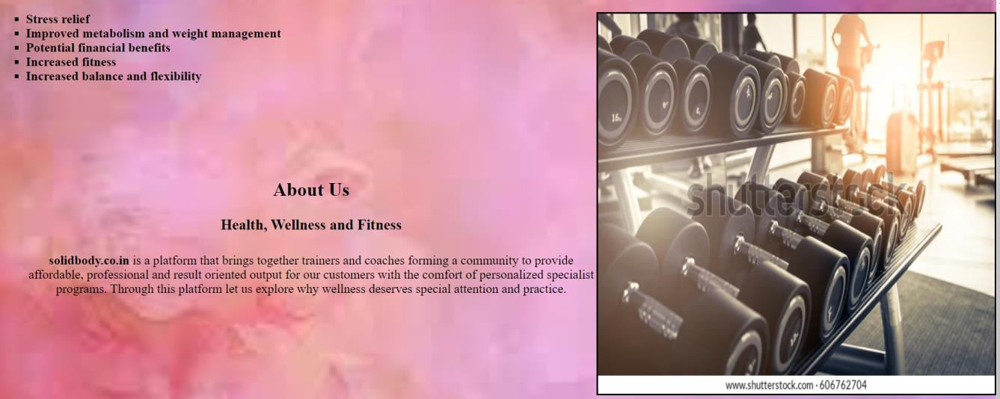 Stress relief
Improved metabolism and weight management
Potential financial benefits
Increased fitness
Increased balance and flexibility
About Us
Health, Wellness and Fitness
solidbody.co.in is a platform that brings together trainers and coaches forming a community to provide
affordable, professional and result oriented output for our customers with the comfort of personalized specialist
programs. Through this platform let us explore why wellness deserves special attention and practice.
16
shutterstock
www.shutterstock.com · 606762704